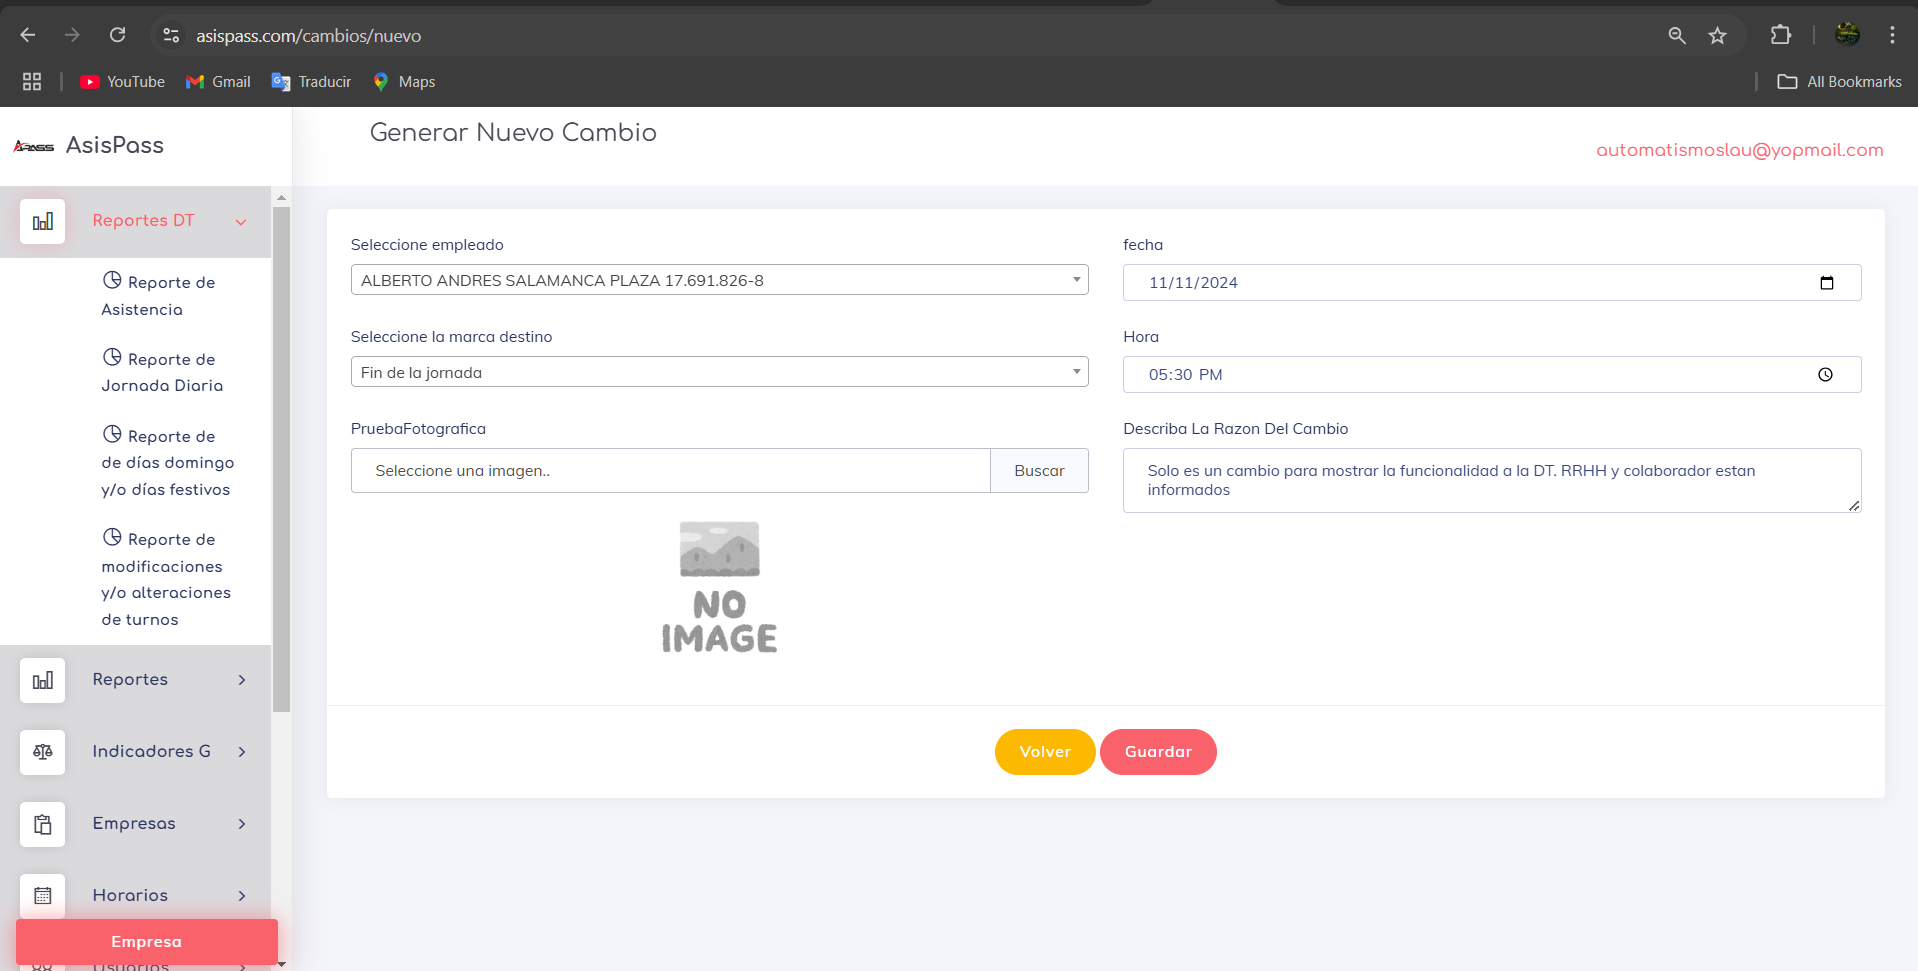 asispass.com/cambios/nuevo
YouTube
Gmail
Traducir
Maps
All Bookmarks
APASS AsisPass
Generar Nuevo Cambio
automatismoslau@yopmail.com
Reportes DT
Reporte de
Asistencia
Reporte de
Jornada Diaria
Reporte de
de días domingo
y/o días festivos
Reporte de
modificaciones
y/o alteraciones
de turnos
Reportes
Indicadores G
Empresas
Horarios
Empresa
Usuarios
Seleccione empleado
ALBERTO ANDRES SALAMANCA PLAZA 17.691.826-8
fecha
11/11/2024
Seleccione la marca destino
Fin de la jornada
Hora
05:30 PM
PruebaFotografica
Seleccione una imagen..
Buscar
NO
IMAGE
Describa La Razon Del Cambio
Solo es un cambio para mostrar la funcionalidad a la DT. RRHH y colaborador estan
informados
Volver
Guardar